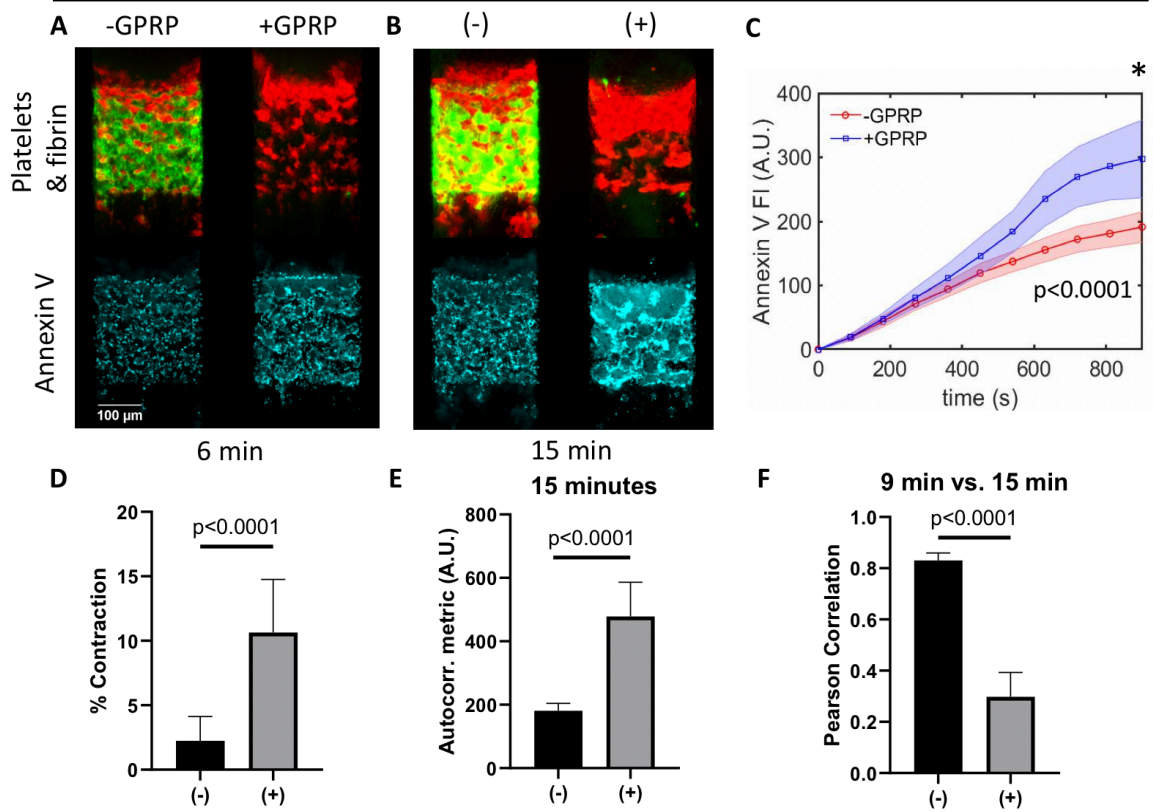 A
-GPRP
+GPRP
B
(-)
(+)
C
Platelets
& fibrin
Annexin V
100 µm
6 min
15 min
*
400
300
200
100
0
-GPRP
+GPRP
p<0.0001
Annexin V FI (A.U.)
0
200
400
600
800
time (s)
D
20
15
10
5
0
% Contraction
p<0.0001
(-)
(+)
E
15 minutes
800
600
400
200
0
Autocorr. metric (A.U.)
p<0.0001
(-)
(+)
F
9 min vs. 15 min
1.0
0.8
0.6
0.4
0.2
0.0
Pearson Correlation
p<0.0001
(-)
(+)